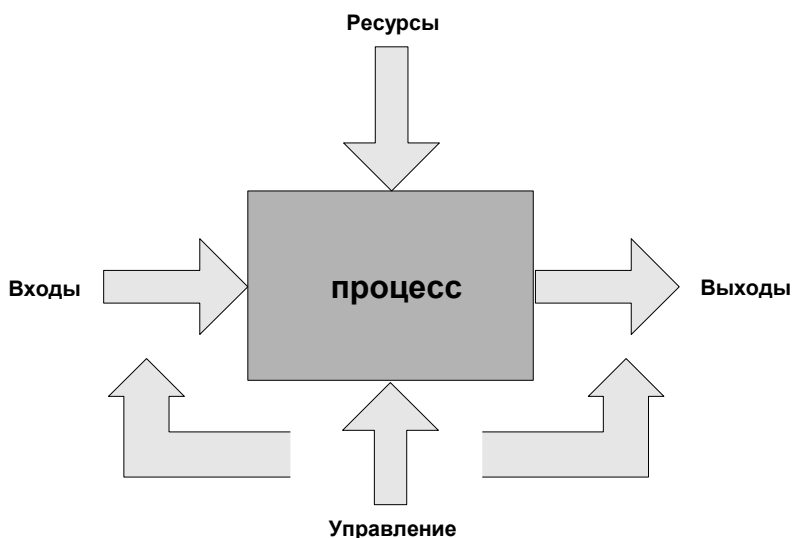 Ресурсы
Входы
процесс
Выходы
Управление